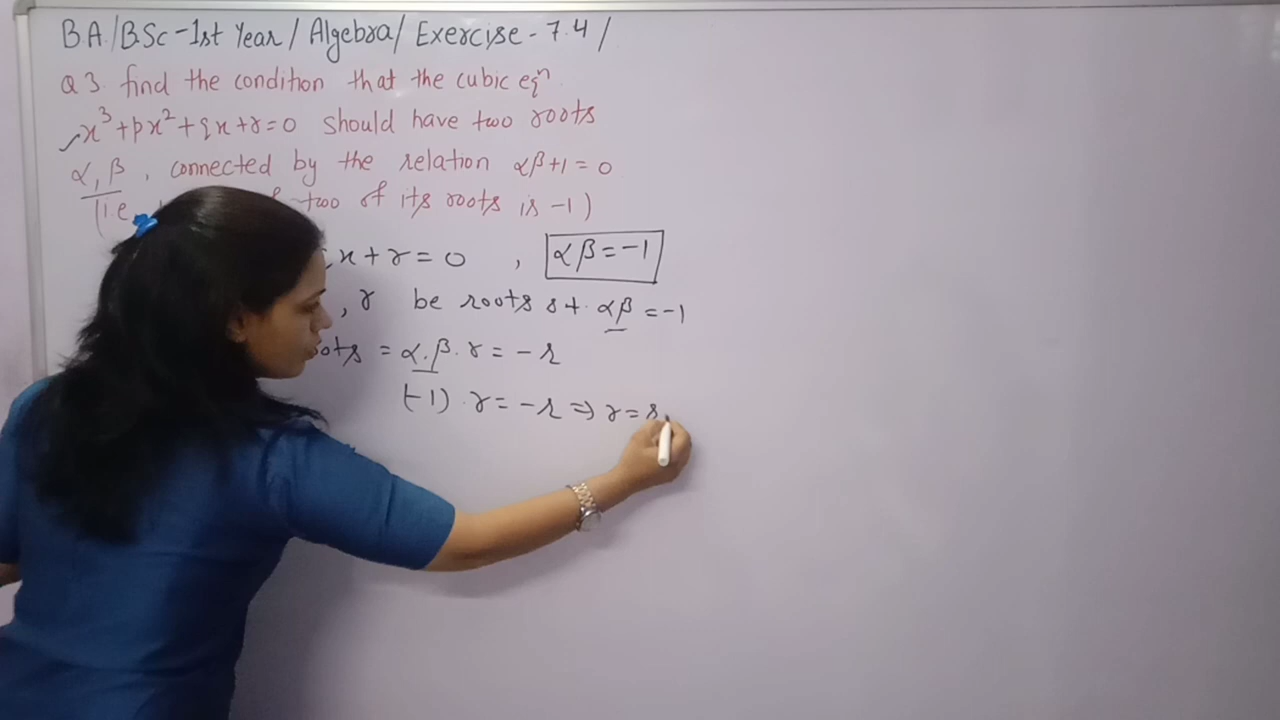 B.A./B.Sc-1st Year/ Algebra/ Exercise-7.4/
Q3. find the condition that the cubic eqⁿ.
x³+px²+qx+r=0 should have two roots
α, β, connected by the relation αβ+1=0
(i.e two of its roots is -1)
x+r=0 , αβ=-1
, γ be roots s.t. αβ=-1
= α.β.γ=-r
(-1).γ=-r⇒γ=r